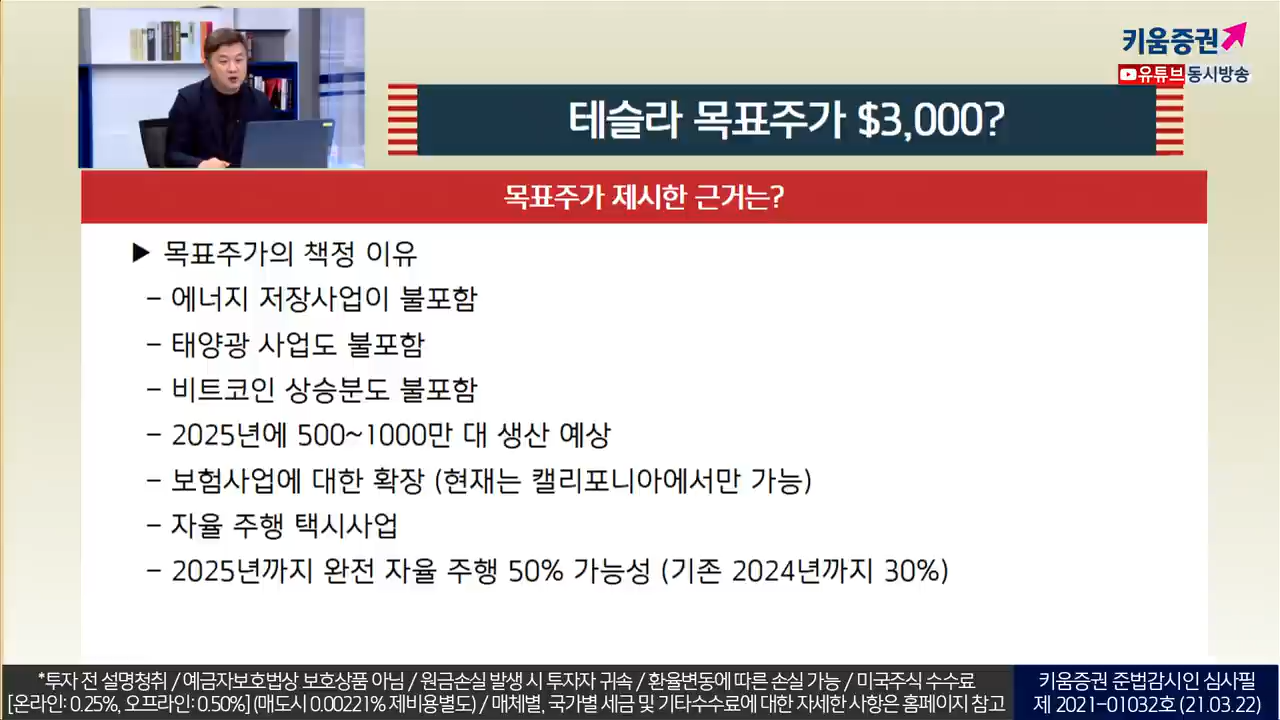 키움증권
유튜브 동시방송
테슬라 목표주가 $3,000?
목표주가 제시한 근거는?
▶ 목표주가의 책정 이유
– 에너지 저장사업이 불포함
– 태양광 사업도 불포함
– 비트코인 상승분도 불포함
– 2025년에 500~1000만 대 생산 예상
– 보험사업에 대한 확장 (현재는 캘리포니아에서만 가능)
– 자율 주행 택시사업
– 2025년까지 완전 자율 주행 50% 가능성 (기존 2024년까지 30%)
*투자 전 설명청취 / 예금자보호법상 보호상품 아님 / 원금손실 발생 시 투자자 귀속 / 환율변동에 따른 손실 가능 / 미국주식 수수료
[온라인: 0.25%, 오프라인: 0.50%] (매도시 0.00221% 제비용별도) / 매체별, 국가별 세금 및 기타수수료에 대한 자세한 사항은 홈페이지 참고
키움증권 준법감시인 심사필
제 2021-01032호 (21.03.22)